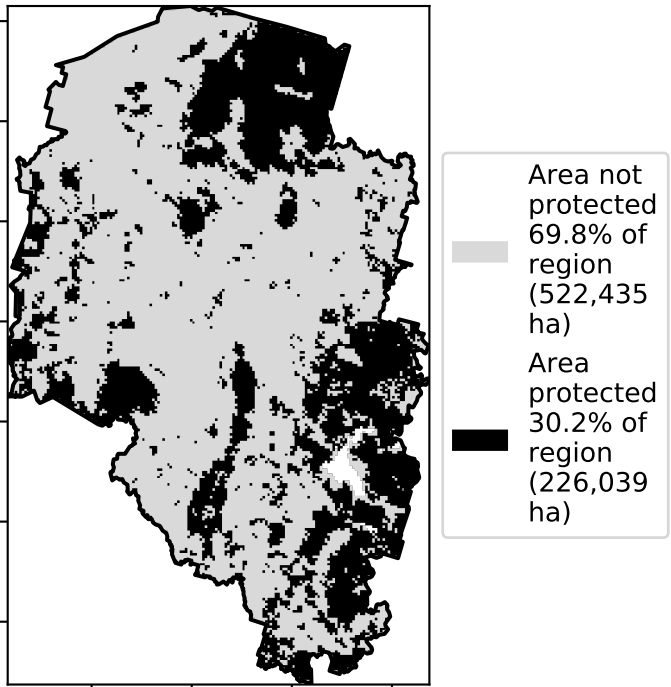 Area not
protected
69.8% of
region
(522,435
ha)
Area
protected
30.2% of
region
(226,039
ha)